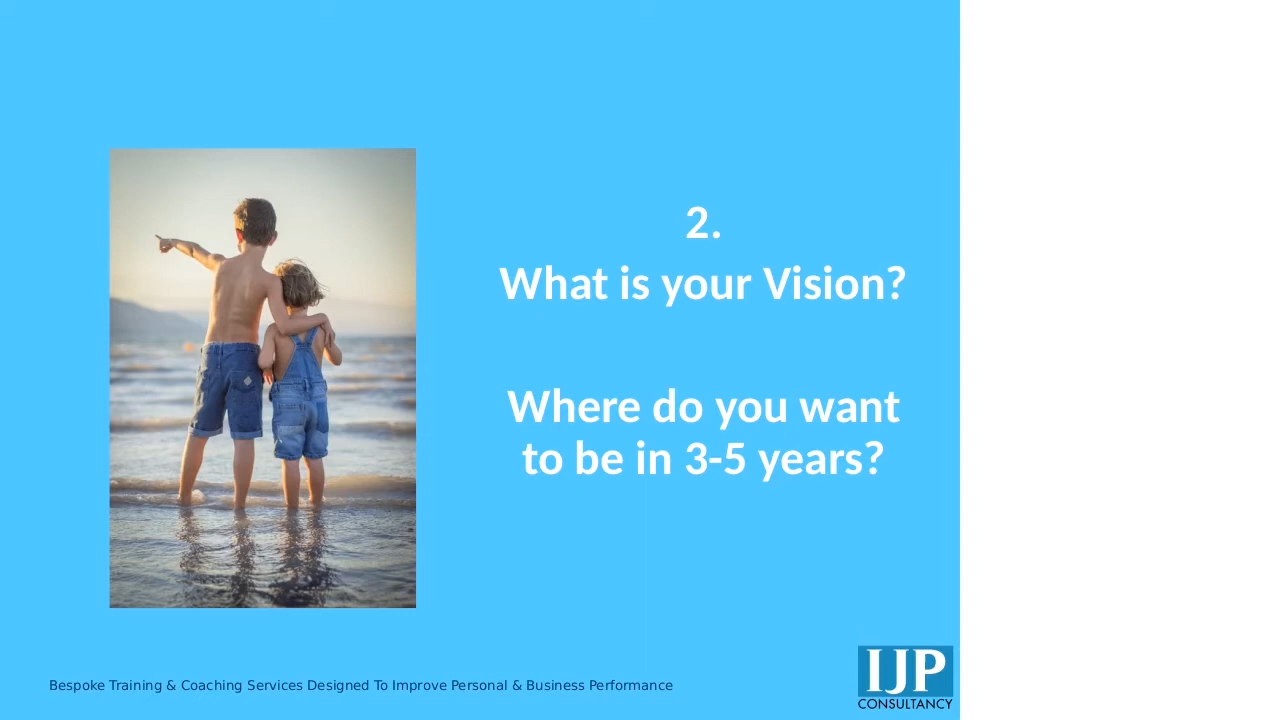 2.
What is your Vision?
Where do you want
to be in 3-5 years?
Bespoke Training & Coaching Services Designed To Improve Personal & Business Performance
IJP
CONSULTANCY